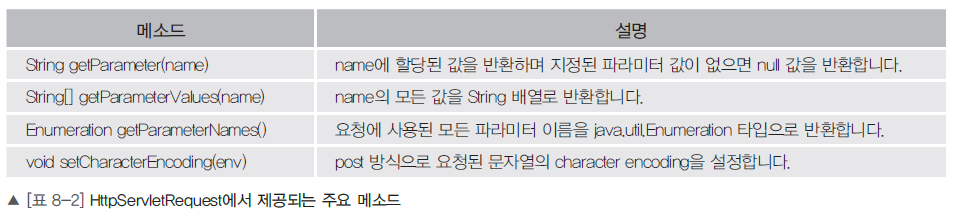 메소드 설명
String getParameter(name) name에 할당된 값을 반환하며 지정된 파라미터 값이 없으면 null 값을 반환합니다.
String[] getParameterValues(name) name의 모든 값을 String 배열로 반환합니다.
Enumeration getParameterNames() 요청에 사용된 모든 파라미터 이름을 java.util.Enumeration 타입으로 반환합니다.
void setCharacterEncoding(env) post 방식으로 요청된 문자열의 character encoding을 설정합니다.
▲ [표 8-2] HttpServletRequest에서 제공되는 주요 메소드